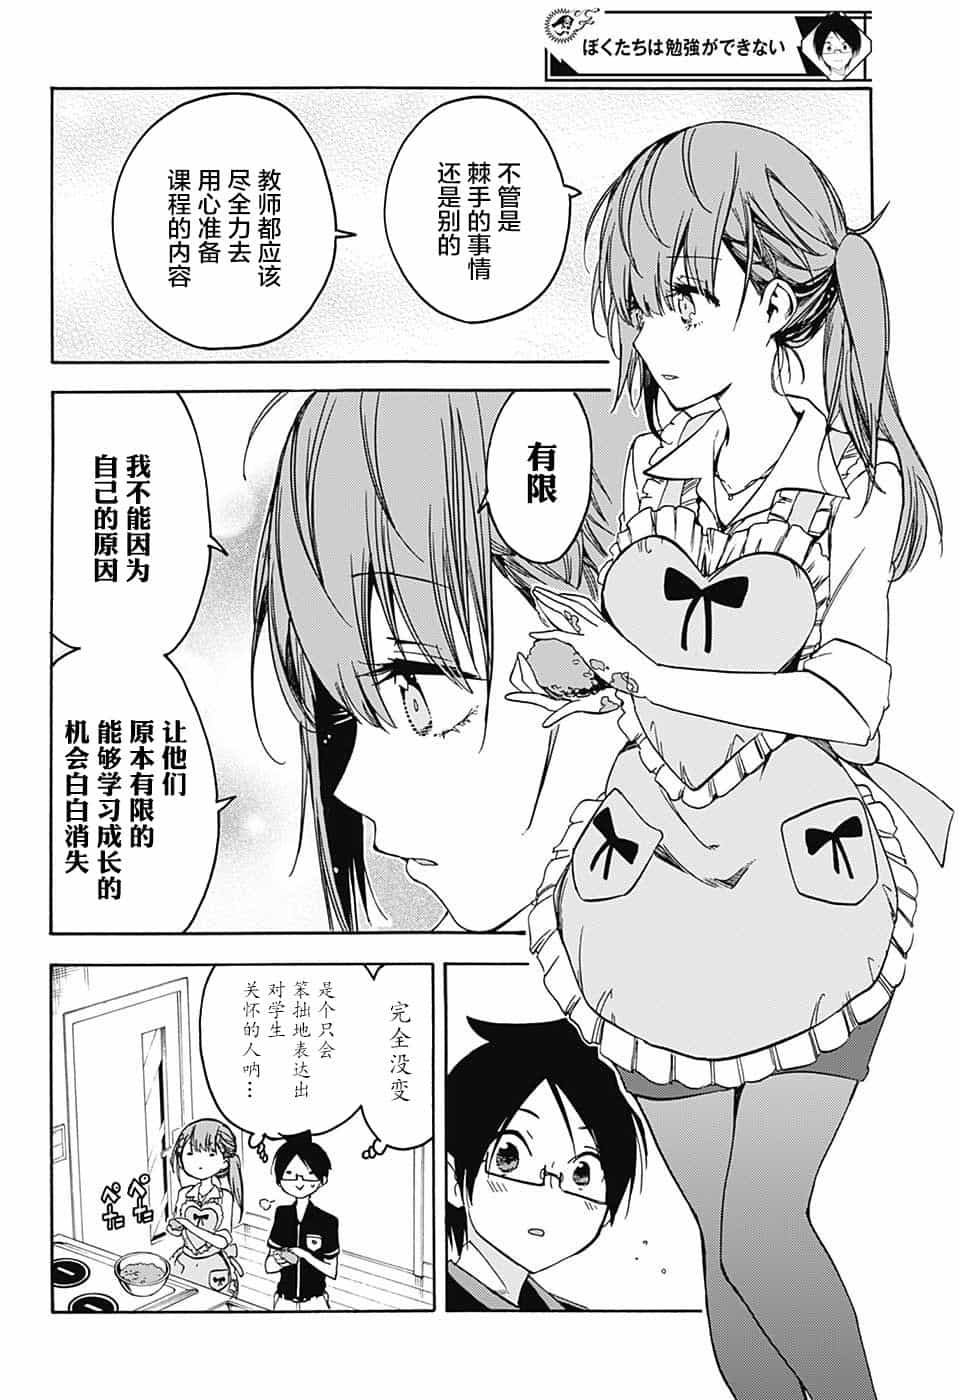 ぼくたちは勉強ができない
不管是
棘手的事情
还是别的
教师都应该
尽全力去
用心准备
课程的内容
有限
我不能因为
自己的原因
让他们
原本有限的
能够学习成长的
机会白白消失
完全没变
是个只会
笨拙地表达出
对学生
关怀的人呐…
ペた
ペた